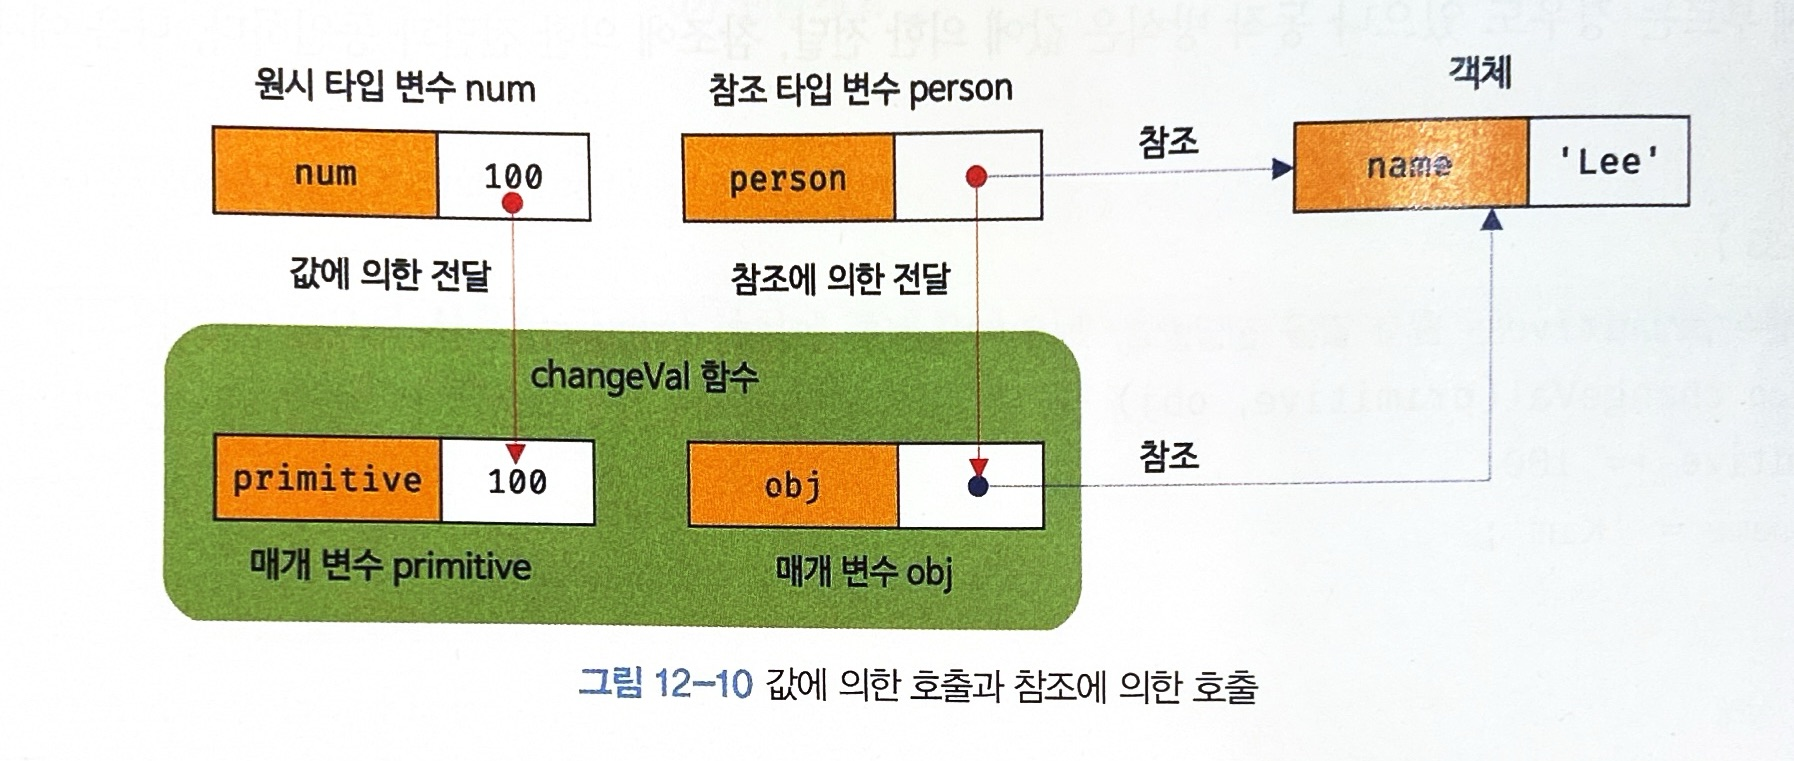 원시 타입 변수 num
참조 타입 변수 person
객체
num
100
person
참조
name
'Lee'
값에 의한 전달
참조에 의한 전달
changeVal 함수
primitive
100
obj
참조
매개 변수 primitive
매개 변수 obj
그림 12-10 값에 의한 호출과 참조에 의한 호출